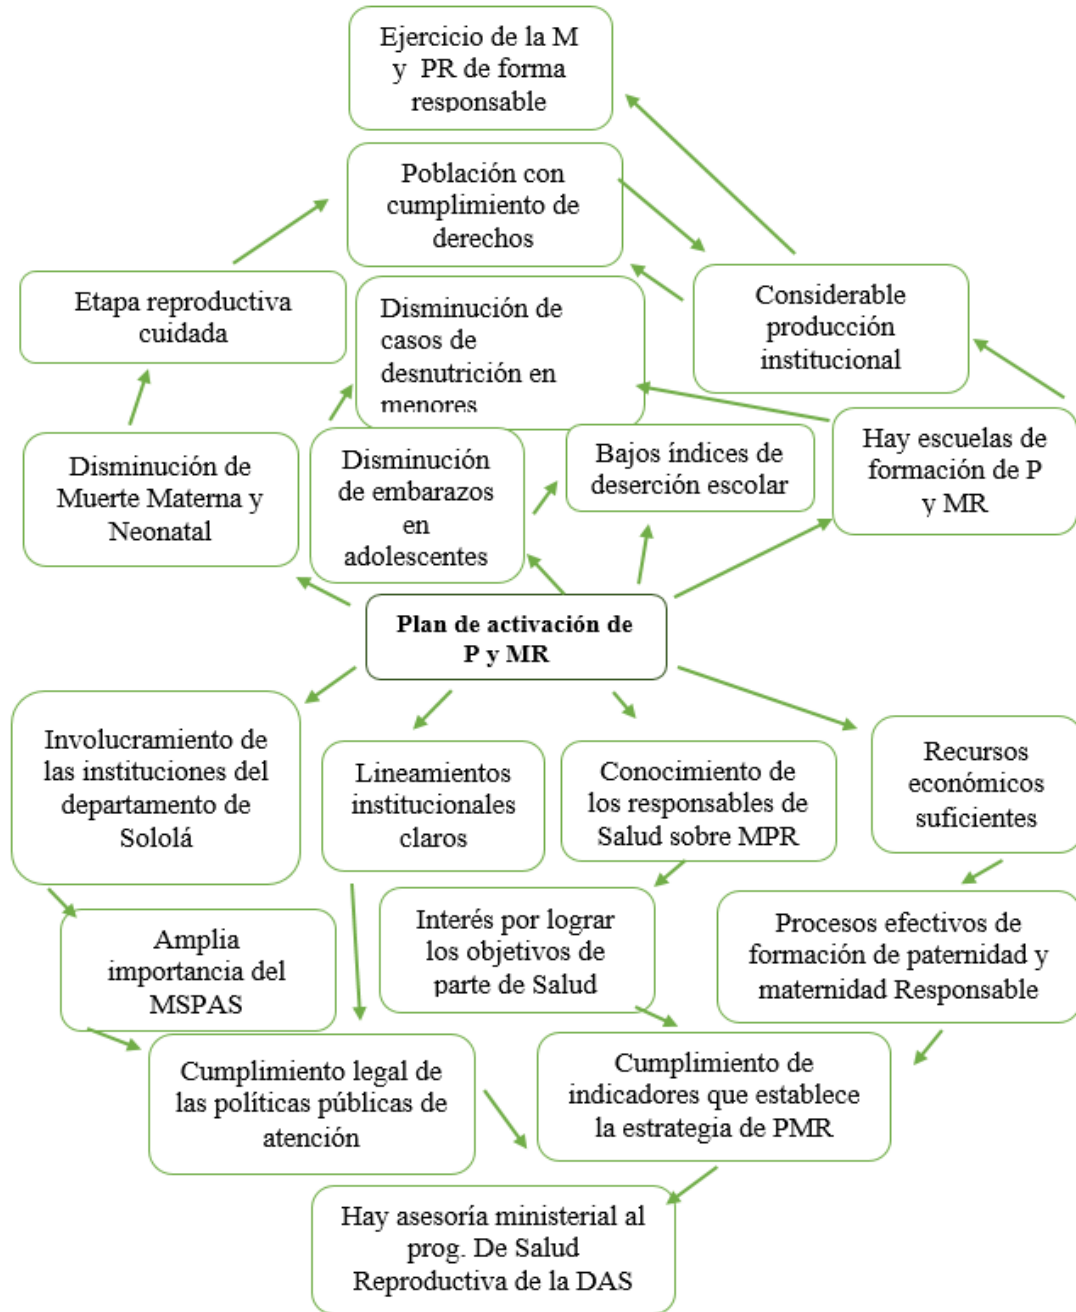 Ejercicio de la M
y PR de forma
responsable
Población con
cumplimiento de
derechos
Etapa reproductiva
cuidada
Disminución de
casos de
desnutrición en
menores
Considerable
producción
institucional
Disminución de
Muerte Materna y
Neonatal
Disminución
de embarazos
en
adolescentes
Bajos índices de
deserción escolar
Hay escuelas de
formación de P
y MR
Plan de activación de
P y MR
Involucramiento de
las instituciones del
departamento de
Sololá
Lineamientos
institucionales
claros
Conocimiento de
los responsables de
Salud sobre MPR
Recursos
económicos
suficientes
Amplia
importancia del
MSPAS
Interés por lograr
los objetivos de
parte de Salud
Procesos efectivos de
formación de paternidad y
maternidad Responsable
Cumplimiento legal de
las políticas públicas de
atención
Cumplimiento de
indicadores que establece
la estrategia de PMR
Hay asesoría ministerial al
prog. De Salud
Reproductiva de la DAS